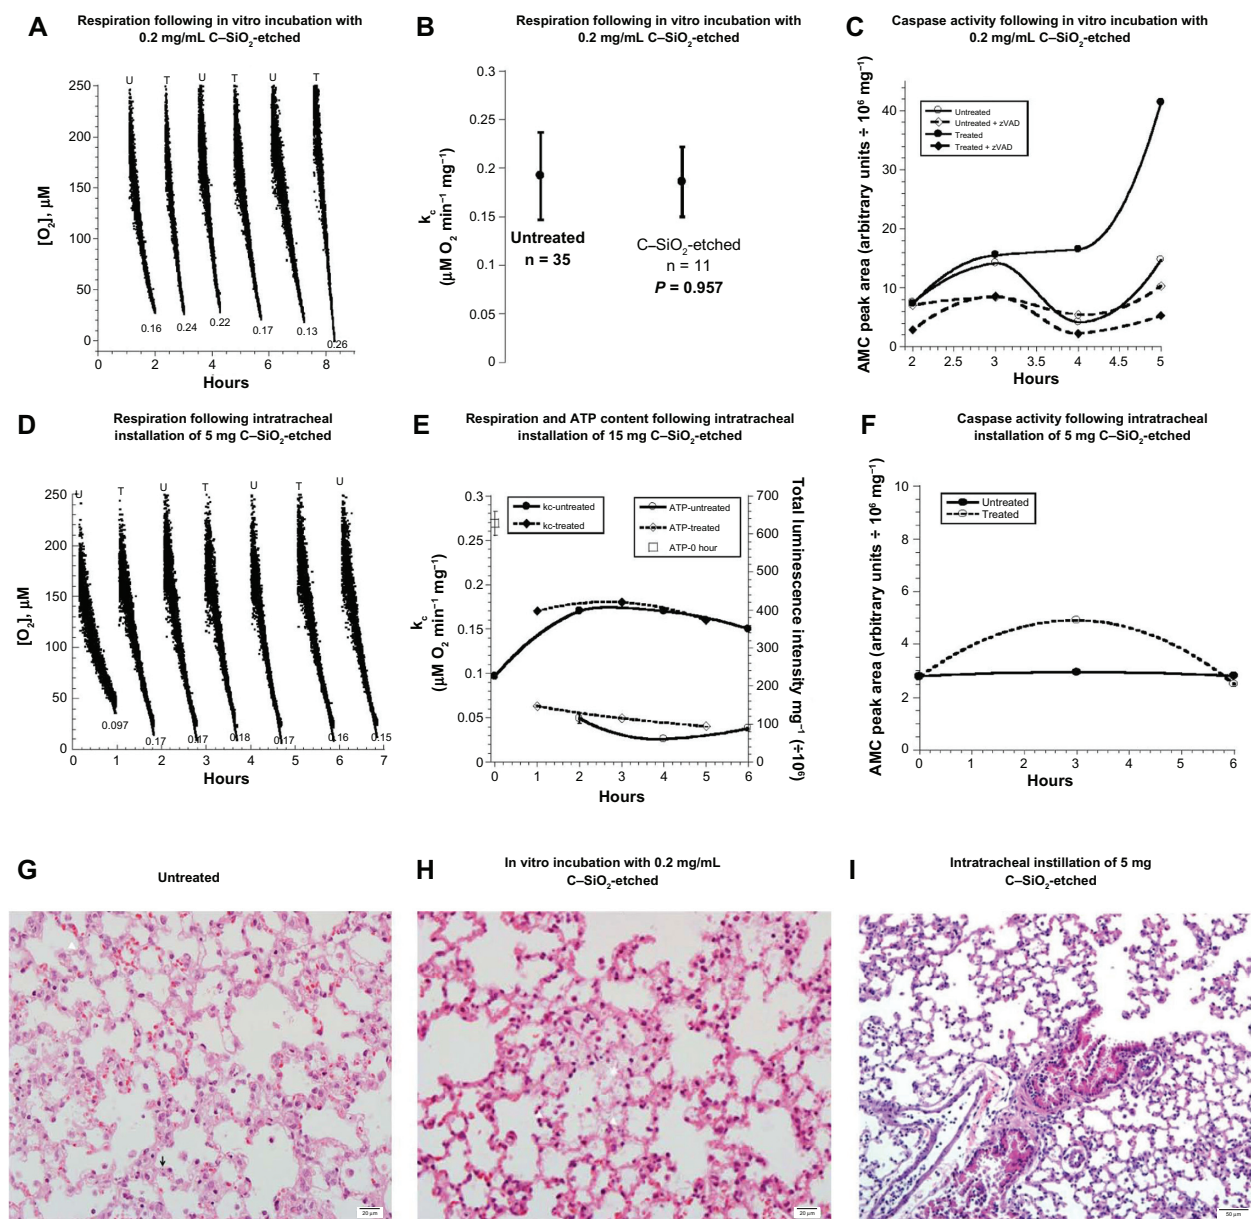 A
Respiration following in vitro incubation with
0.2 mg/mL C–SiO₂-etched
U T U T U T
250
200
150
100
50
0
[O₂], µM
0.16 0.24 0.22 0.17 0.13 0.26
0 2 4 6 8
Hours
B
Respiration following in vitro incubation with
0.2 mg/mL C–SiO₂-etched
0.3
0.2
0.15
0.1
0.05
0
k꜀
(µM O₂ min⁻¹ mg⁻¹)
Untreated
n = 35
C–SiO₂-etched
n = 11
P = 0.957
C
Caspase activity following in vitro incubation with
0.2 mg/mL C–SiO₂-etched
Untreated
Untreated + zVAD
Treated
Treated + zVAD
40
30
20
10
0
AMC peak area (arbitrary units ÷ 10⁶ mg⁻¹)
2 2.5 3 3.5 4 4.5 5
Hours
D
Respiration following intratracheal
installation of 5 mg C–SiO₂-etched
U T U T U T U
250
200
150
100
50
0
[O₂], µM
0.097 0.17 0.17 0.18 0.17 0.16 0.15
0 1 2 3 4 5 6 7
Hours
E
Respiration and ATP content following intratracheal
installation of 15 mg C–SiO₂-etched
kc-untreated
kc-treated
ATP-untreated
ATP-treated
ATP-0 hour
0.3
0.25
0.2
0.15
0.1
0.05
0
k꜀
(µM O₂ min⁻¹ mg⁻¹)
700
600
500
400
300
200
100
0
Total luminescence intensity mg⁻¹ (÷10⁶)
0 1 2 3 4 5 6
Hours
F
Caspase activity following intratracheal
installation of 5 mg C–SiO₂-etched
Untreated
Treated
10
8
6
4
2
0
AMC peak area (arbitrary units ÷ 10⁶ mg⁻¹)
0 1 2 3 4 5 6
Hours
G
Untreated
20 µm
H
In vitro incubation with 0.2 mg/mL
C–SiO₂-etched
20 µm
I
Intratracheal instillation of 5 mg
C–SiO₂-etched
50 µm